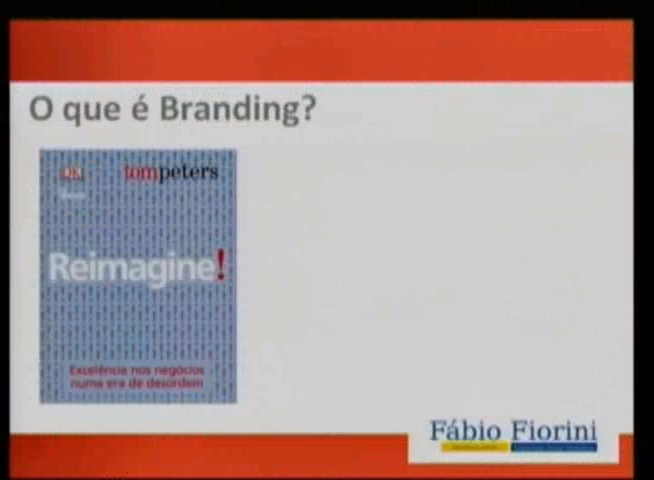 O que é Branding?
DK
tompeters
Reimagine!
Excelência nos negócios
numa era de desordem
Fábio Fiorini